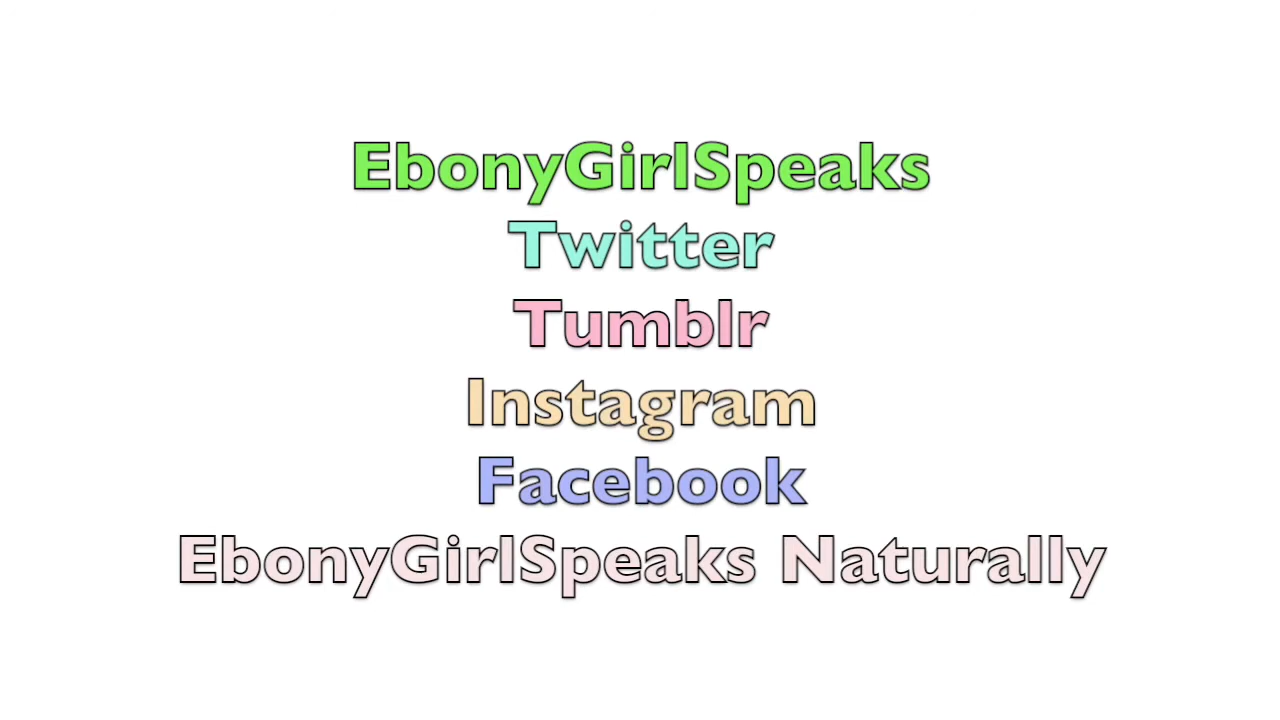 EbonyGirlSpeaks
Twitter
Tumblr
Instagram
Facebook
EbonyGirlSpeaks Naturally